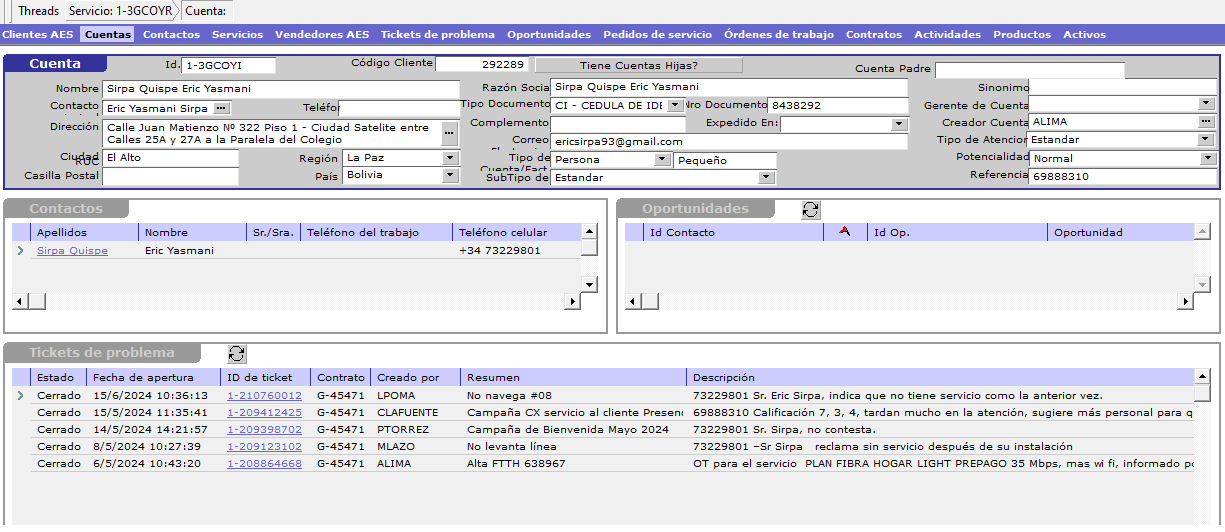 Threads Servicio: 1-3GCOYR Cuenta:
Clientes AES Cuentas Contactos Servicios Vendedores AES Tickets de problema Oportunidades Pedidos de servicio Órdenes de trabajo Contratos Actividades Productos Activos
Cuenta Id. 1-3GCOYI Código Cliente 292289 Tiene Cuentas Hijas? Cuenta Padre
Nombre Sirpa Quispe Eric Yasmani Razón Socia Sirpa Quispe Eric Yasmani Sinonimo
Contacto Eric Yasmani Sirpa Teléfor Tipo Documento CI - CEDULA DE IDE Nro Documento 8438292 Gerente de Cuenta
Dirección Calle Juan Matienzo Nº 322 Piso 1 - Ciudad Satelite entre Complemento Expedido En: Creador Cuenta ALIMA
Calles 25A y 27A a la Paralela del Colegio Correo ericsirpa93@gmail.com Tipo de Atencion Estandar
Ciudad El Alto Región La Paz Tipo de Persona Pequeño Potencialidad Normal
RUC Cuenta/Fact
Casilla Postal País Bolivia SubTipo de Estandar Referencia 69888310
Contactos
Apellidos Nombre Sr./Sra. Teléfono del trabajo Teléfono celular
Sirpa Quispe Eric Yasmani +34 73229801
Oportunidades
Id Contacto Id Op. Oportunidad
Tickets de problema
Estado Fecha de apertura ID de ticket Contrato Creado por Resumen Descripción
Cerrado 15/6/2024 10:36:13 1-210760012 G-45471 LPOMA No navega #08 73229801 Sr. Eric Sirpa, indica que no tiene servicio como la anterior vez.
Cerrado 15/5/2024 11:35:41 1-209412425 G-45471 CLAFUENTE Campaña CX servicio al cliente Presenc 69888310 Calificación 7, 3, 4, tardan mucho en la atención, sugiere más personal para q
Cerrado 14/5/2024 14:21:57 1-209398702 G-45471 PTORREZ Campaña de Bienvenida Mayo 2024 73229801 Sr. Sirpa, no contesta.
Cerrado 8/5/2024 10:27:39 1-209123102 G-45471 MLAZO No levanta línea 73229801 –Sr Sirpa reclama sin servicio después de su instalación
Cerrado 6/5/2024 10:43:20 1-208864668 G-45471 ALIMA Alta FTTH 638967 OT para el servicio PLAN FIBRA HOGAR LIGHT PREPAGO 35 Mbps, mas wi fi, informado po